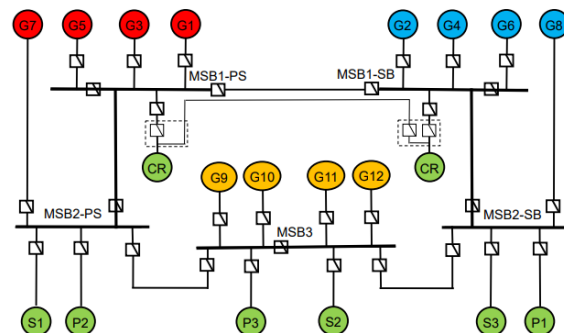 G7 G5 G3 G1 G2 G4 G6 G8
MSB1-PS MSB1-SB
CR CR
G9 G10 G11 G12
MSB2-PS MSB3 MSB2-SB
S1 P2 P3 S2 S3 P1